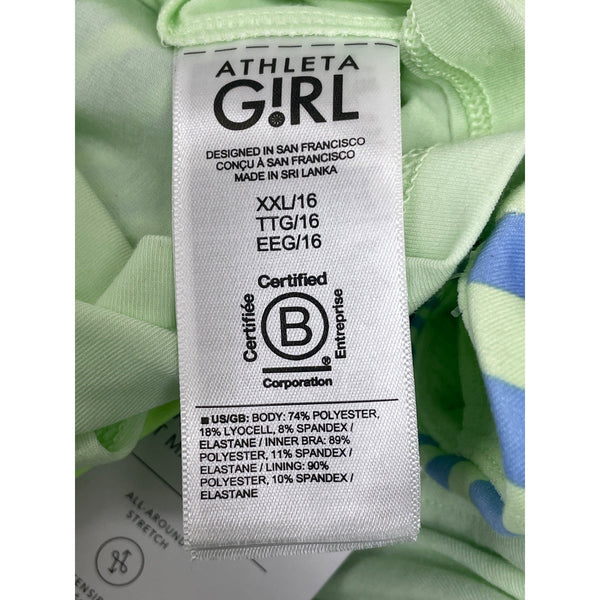 ATHLETA
G!RL
DESIGNED IN SAN FRANCISCO
CONÇU À SAN FRANCISCO
MADE IN SRI LANKA
XXL/16
TTG/16
EEG/16
Certified
Certifiée
B
Entreprise
®
Corporation
■ US/GB: BODY: 74% POLYESTER,
18% LYOCELL, 8% SPANDEX /
ELASTANE / INNER BRA: 89%
POLYESTER, 11% SPANDEX /
ELASTANE / LINING: 90%
POLYESTER, 10% SPANDEX /
ELASTANE
ALL-AROUND
STRETCH